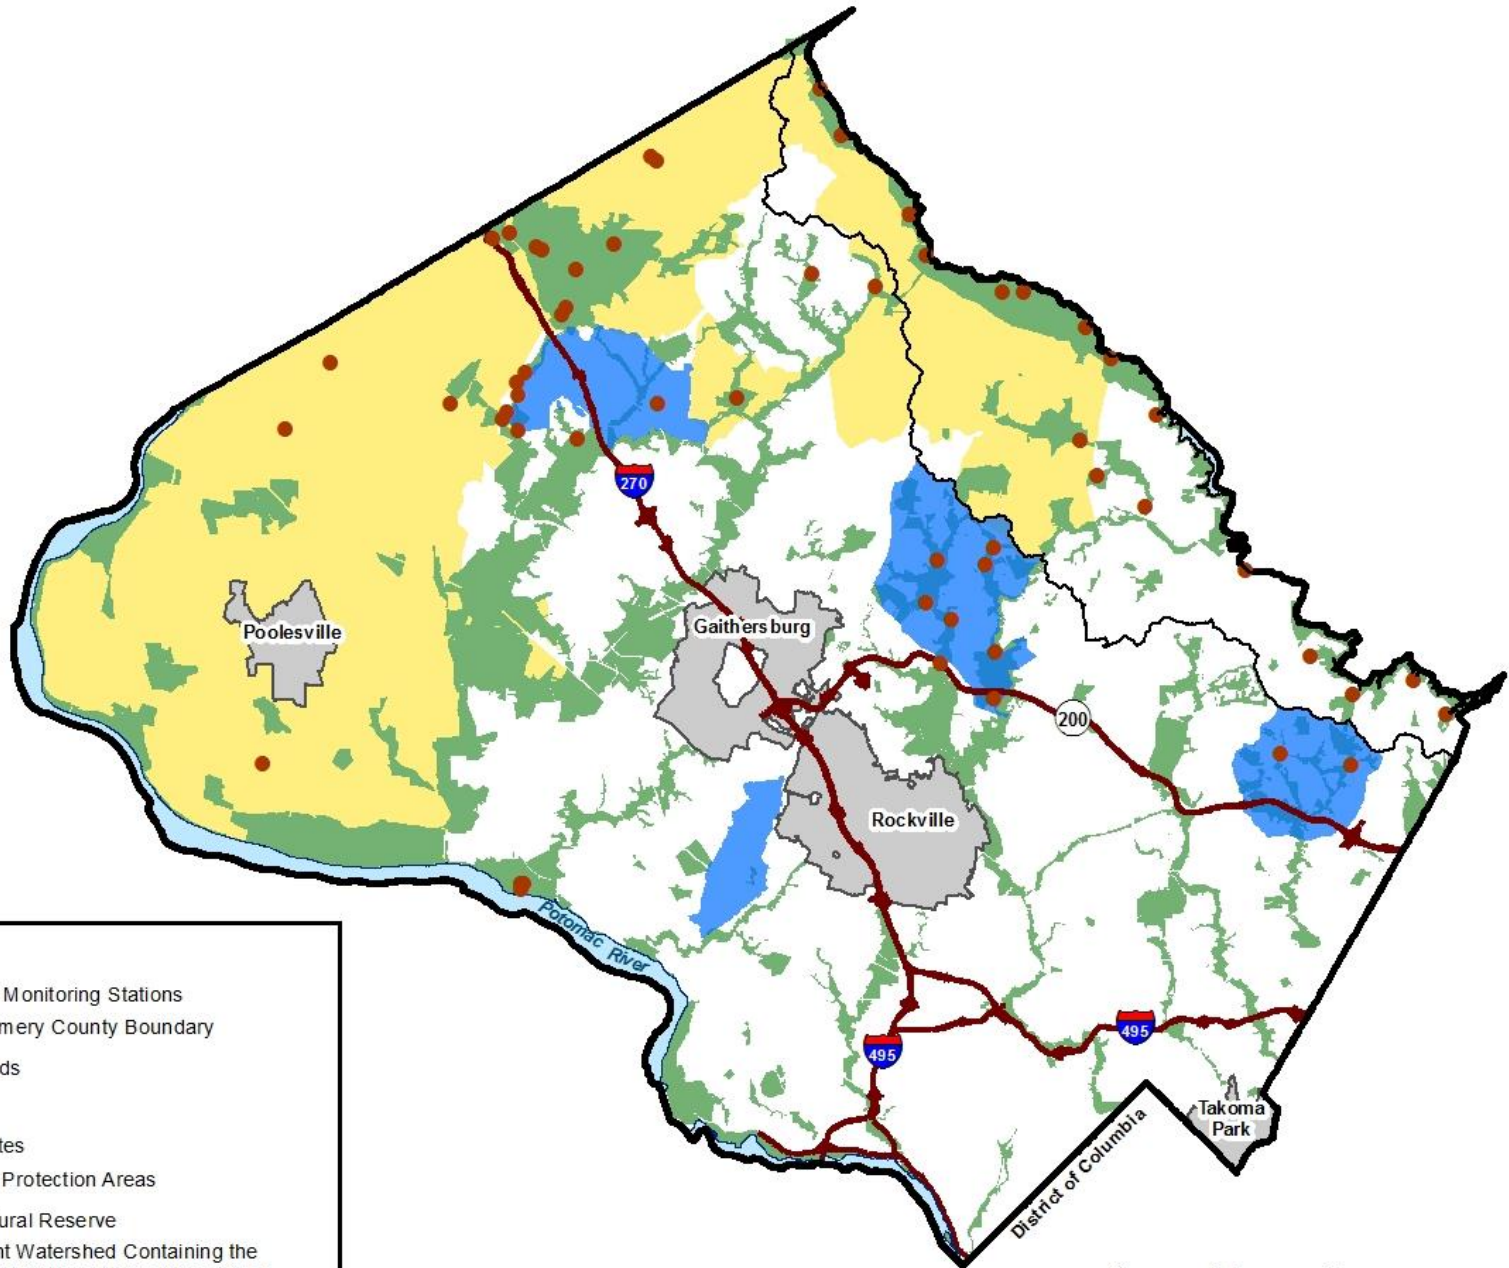 270
Poolesville
Gaithersburg
200
Rockville
Potomac River
Monitoring Stations
mery County Boundary
ds
495
495
Takoma
Park
tes
Protection Areas
District of Columbia
ural Reserve
nt Watershed Containing the